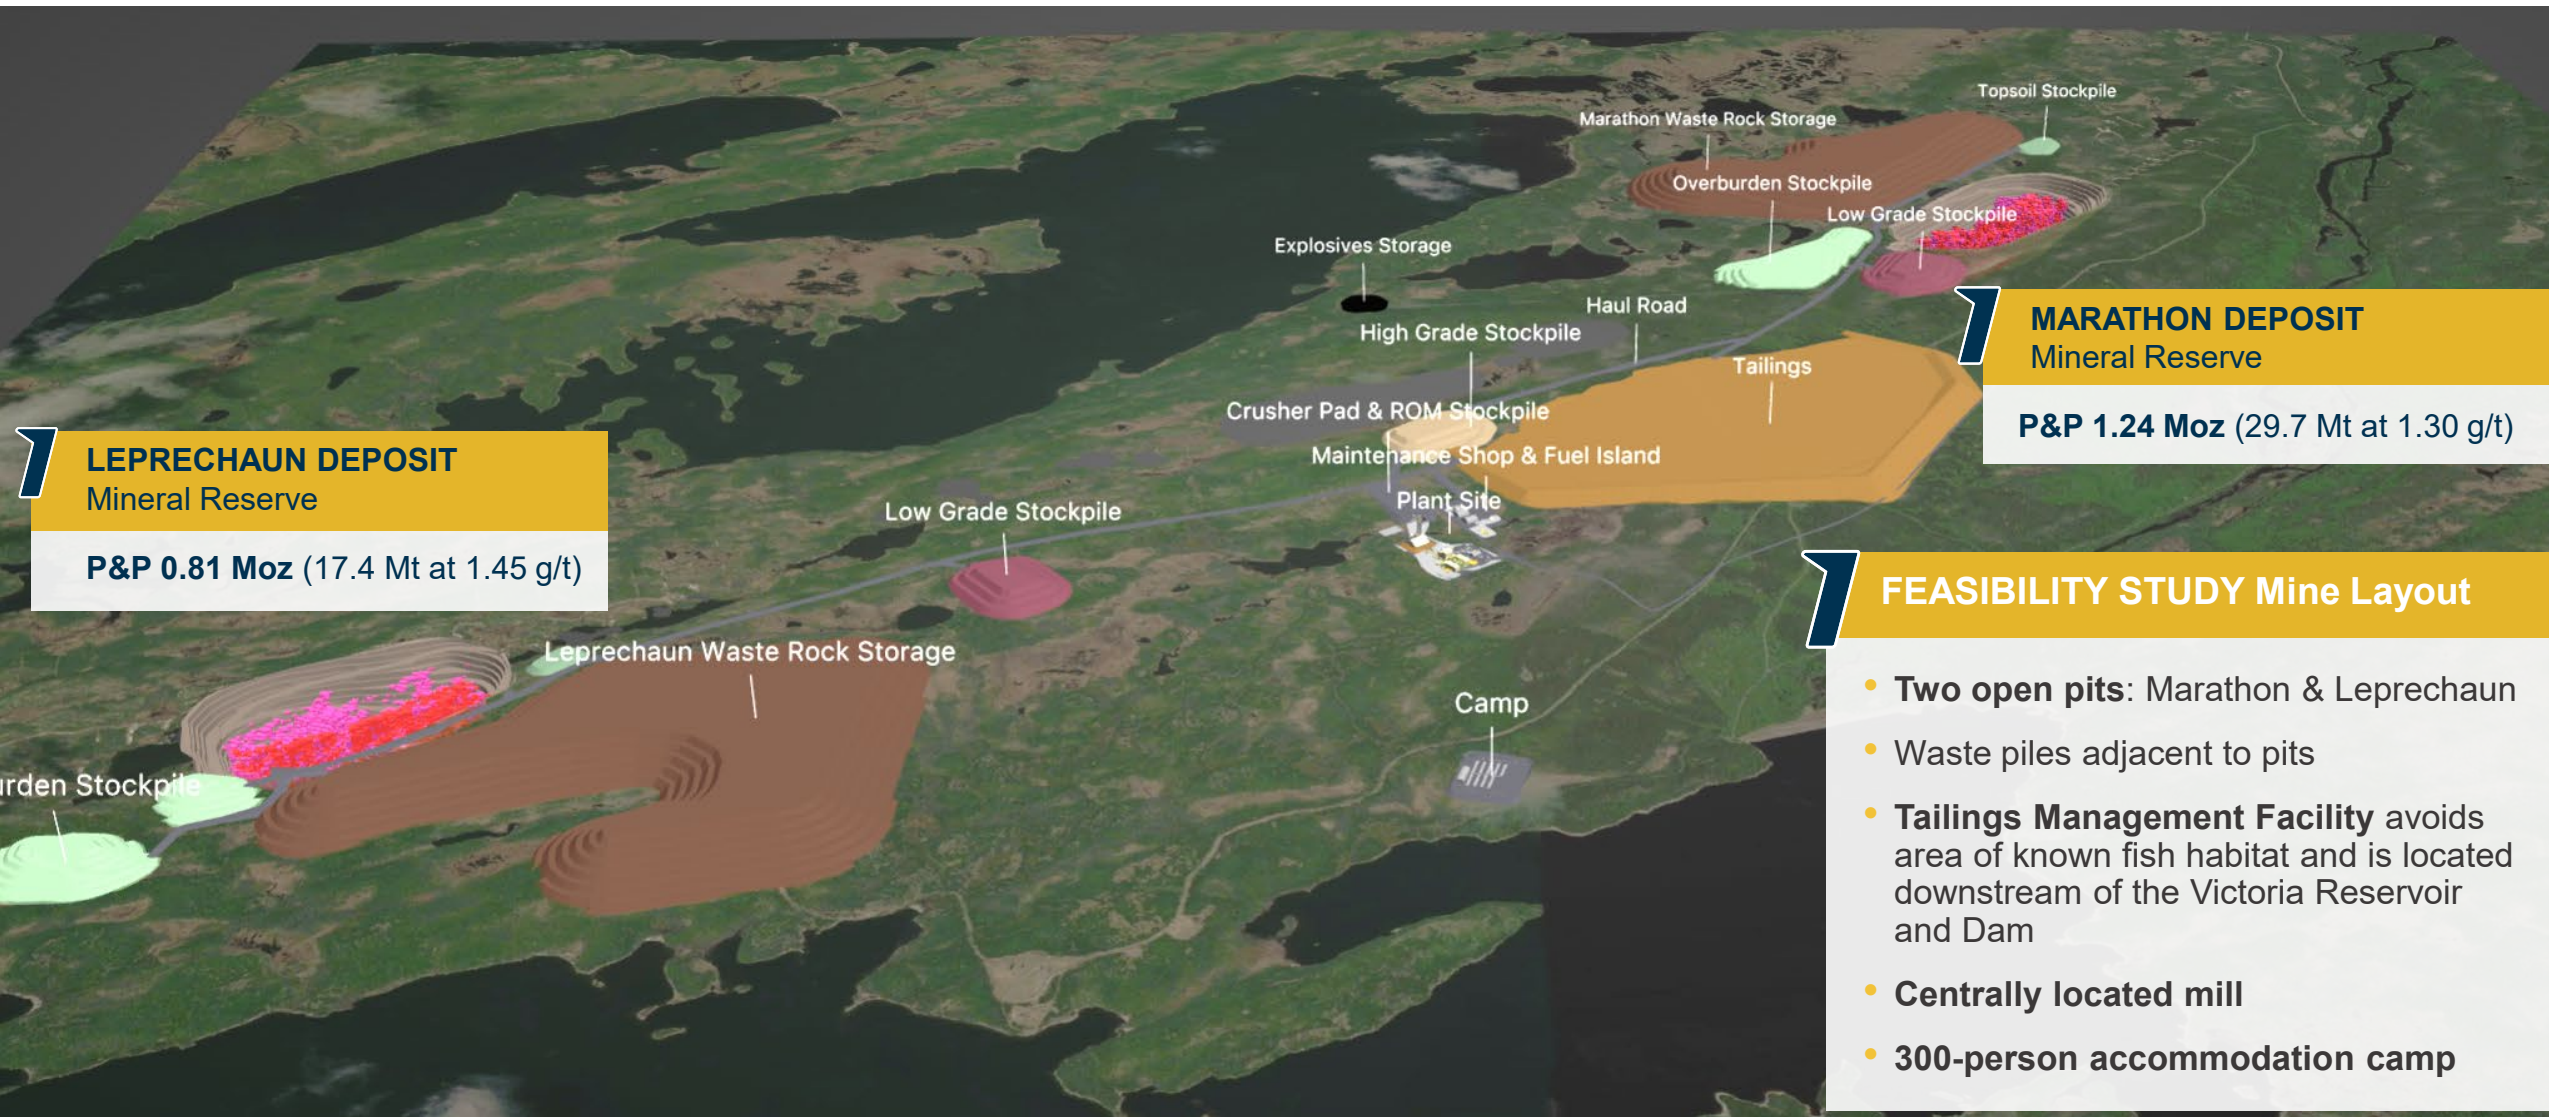 Topsoil Stockpile
Marathon Waste Rock Storage
Overburden Stockpile
Low Grade Stockpile
Explosives Storage
Haul Road
High Grade Stockpile
Tailings
Crusher Pad & ROM Stockpile
Maintenance Shop & Fuel Island
Plant Site
Low Grade Stockpile
Leprechaun Waste Rock Storage
Camp
urden Stockpile
MARATHON DEPOSIT
Mineral Reserve
P&P 1.24 Moz (29.7 Mt at 1.30 g/t)
LEPRECHAUN DEPOSIT
Mineral Reserve
P&P 0.81 Moz (17.4 Mt at 1.45 g/t)
FEASIBILITY STUDY Mine Layout
• Two open pits: Marathon & Leprechaun
• Waste piles adjacent to pits
• Tailings Management Facility avoids
area of known fish habitat and is located
downstream of the Victoria Reservoir
and Dam
• Centrally located mill
• 300-person accommodation camp